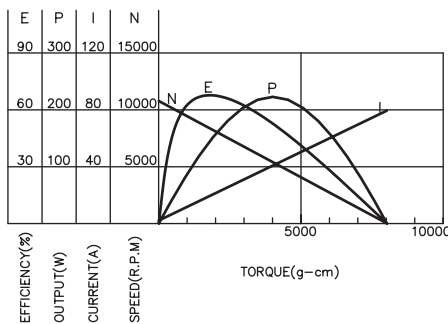 E P I N
90 300 120 15000
N E P I
60 200 80 10000
30 100 40 5000
5000 10000
TORQUE(g-cm)
EFFICIENCY(%)
OUTPUT(W)
CURRENT(A)
SPEED(R.P.M)